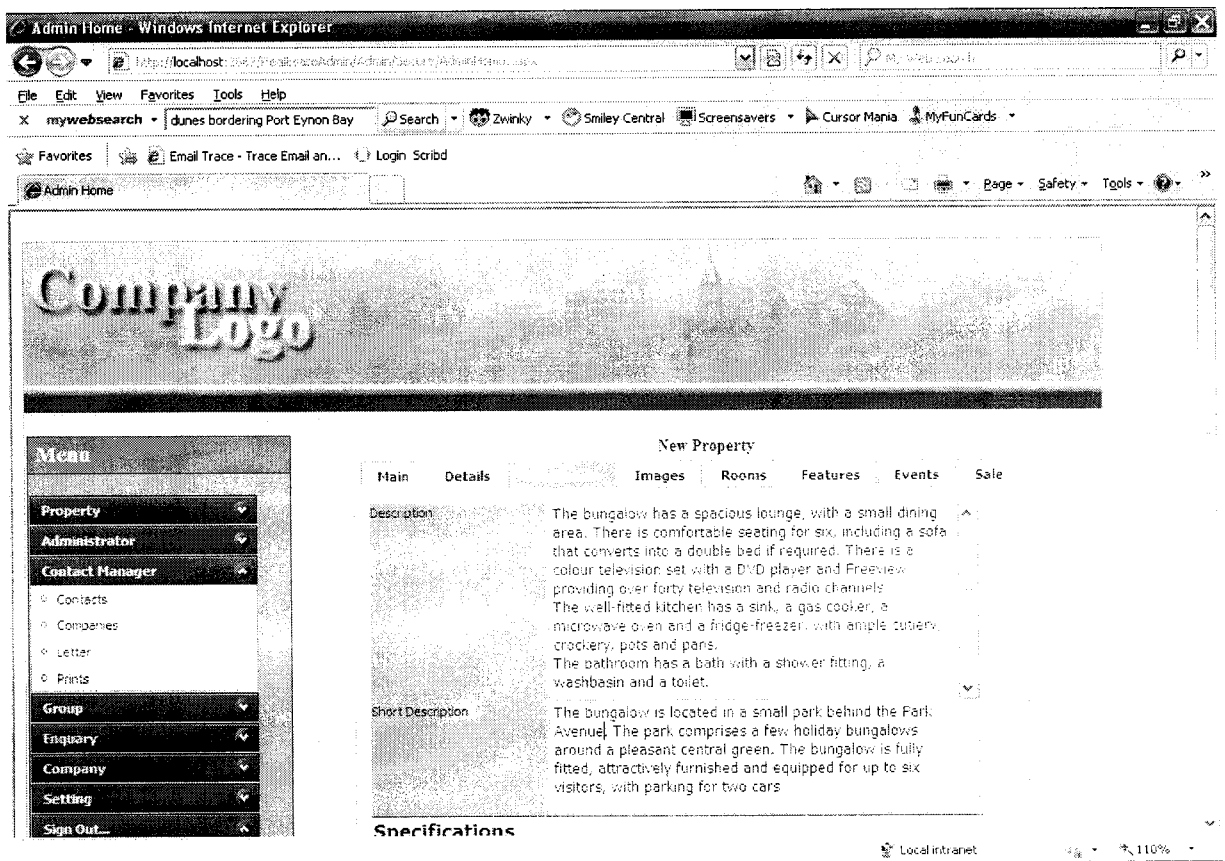 Admin Home - Windows Internet Explorer
File Edit View Favorites Tools Help
x mywebsearch dunes bordering Port Eynon Bay Search Zwinky Smiley Central Screensavers Cursor Mania MyFunCards
Favorites Email Trace - Trace Email an... Login Scribd
Admin Home Page Safety Tools »
Company
Logo
Menu
Property
Administrator
Contact Manager
Contacts
Companies
Letter
Prints
Group
Enquary
Company
Setting
Sign Out...
New Property
Main Details Images Rooms Features Events Sale
Description
The bungalow has a spacious lounge, with a small dining
area. There is comfortable seating for six, including a sofa
that converts into a double bed if required. There is a
colour television set with a DVD player and Freeview
providing over forty television and radio channels
The well-fitted kitchen has a sink, a gas cooker, a
microwave oven and a fridge-freezer, with ample cutlery,
crockery, pots and pans.
The bathroom has a bath with a shower fitting, a
washbasin and a toilet.
Short Description
The bungalow is located in a small park behind the Park
Avenue. The park comprises a few holiday bungalows
around a pleasant central green. The bungalow is fully
fitted, attractively furnished and equipped for up to six
visitors, with parking for two cars
Specifications
Local intranet 110%